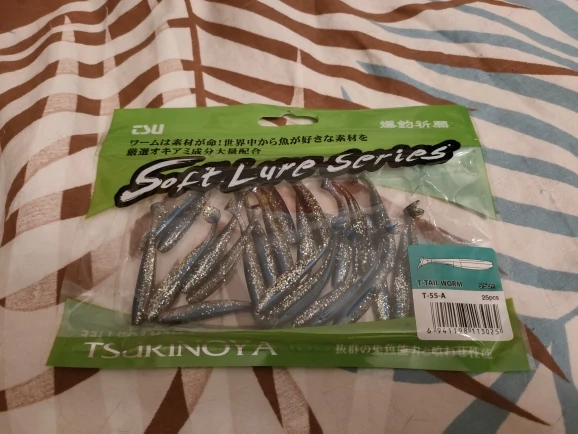 TSU
爆釣祈願
ワームは素材が命!世界中から魚が好きな素材を
厳選オキアミ成分大量配合
Soft Lure Series
T-TAIL WORM
T-55-A
25pcs
TSUKINOYA